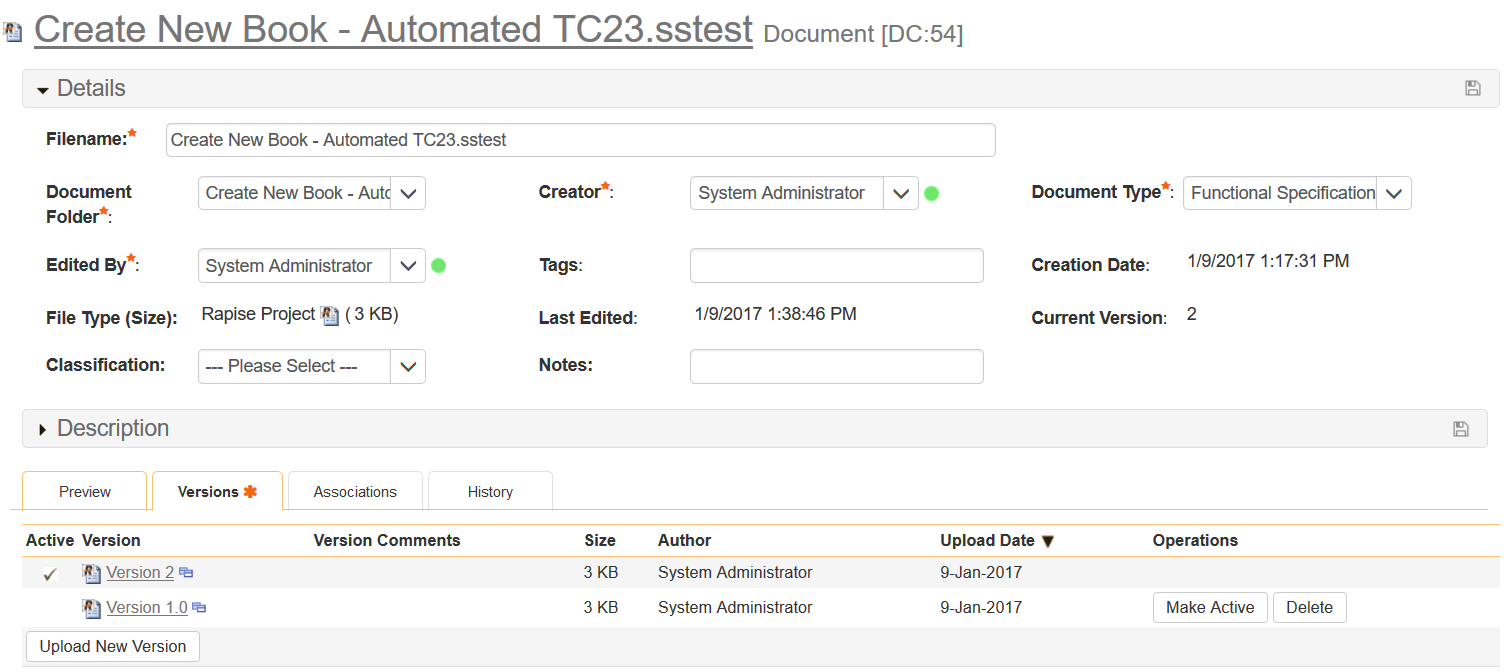 Create New Book - Automated TC23.sstest Document [DC:54]
Details
Filename:* Create New Book - Automated TC23.sstest
Document Folder*: Create New Book - Auto Creator*: System Administrator Document Type*: Functional Specification
Edited By*: System Administrator Tags: Creation Date: 1/9/2017 1:17:31 PM
File Type (Size): Rapise Project ( 3 KB) Last Edited: 1/9/2017 1:38:46 PM Current Version: 2
Classification: --- Please Select --- Notes:
Description
Preview Versions * Associations History
Active Version Version Comments Size Author Upload Date ▼ Operations
Version 2 3 KB System Administrator 9-Jan-2017
Version 1.0 3 KB System Administrator 9-Jan-2017 Make Active Delete
Upload New Version